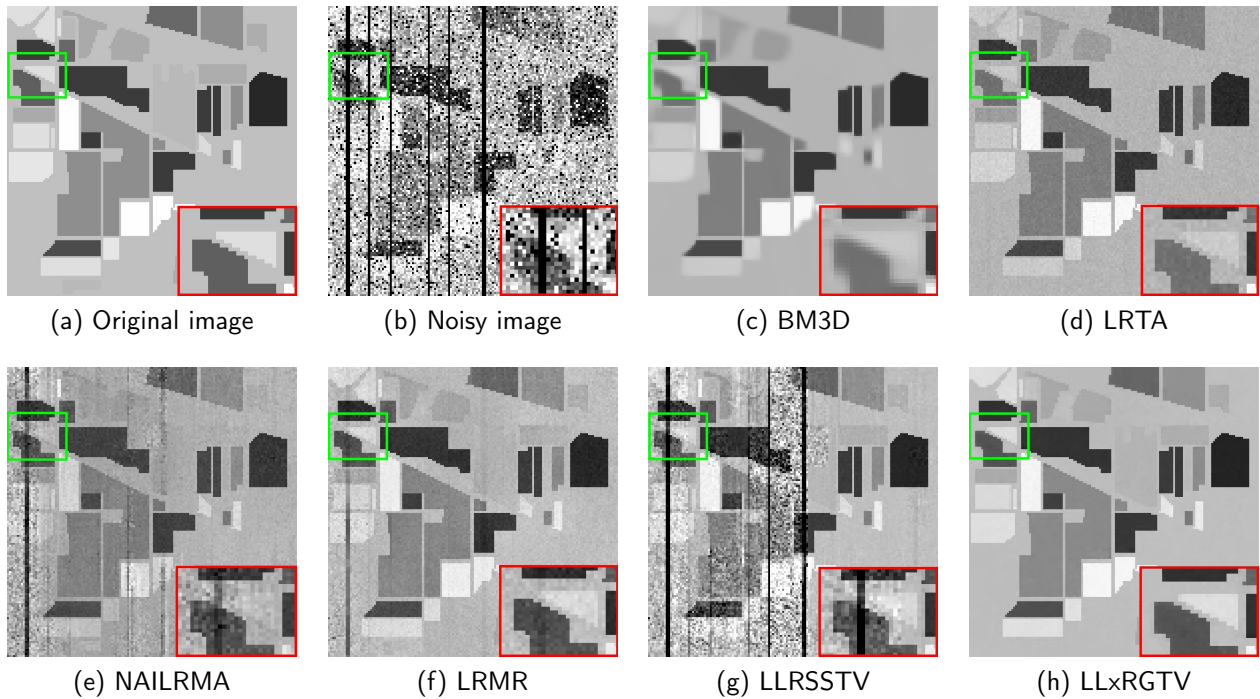 (a) Original image
(b) Noisy image
(c) BM3D
(d) LRTA
(e) NAILRMA
(f) LRMR
(g) LLRSSTV
(h) LLxRGTV